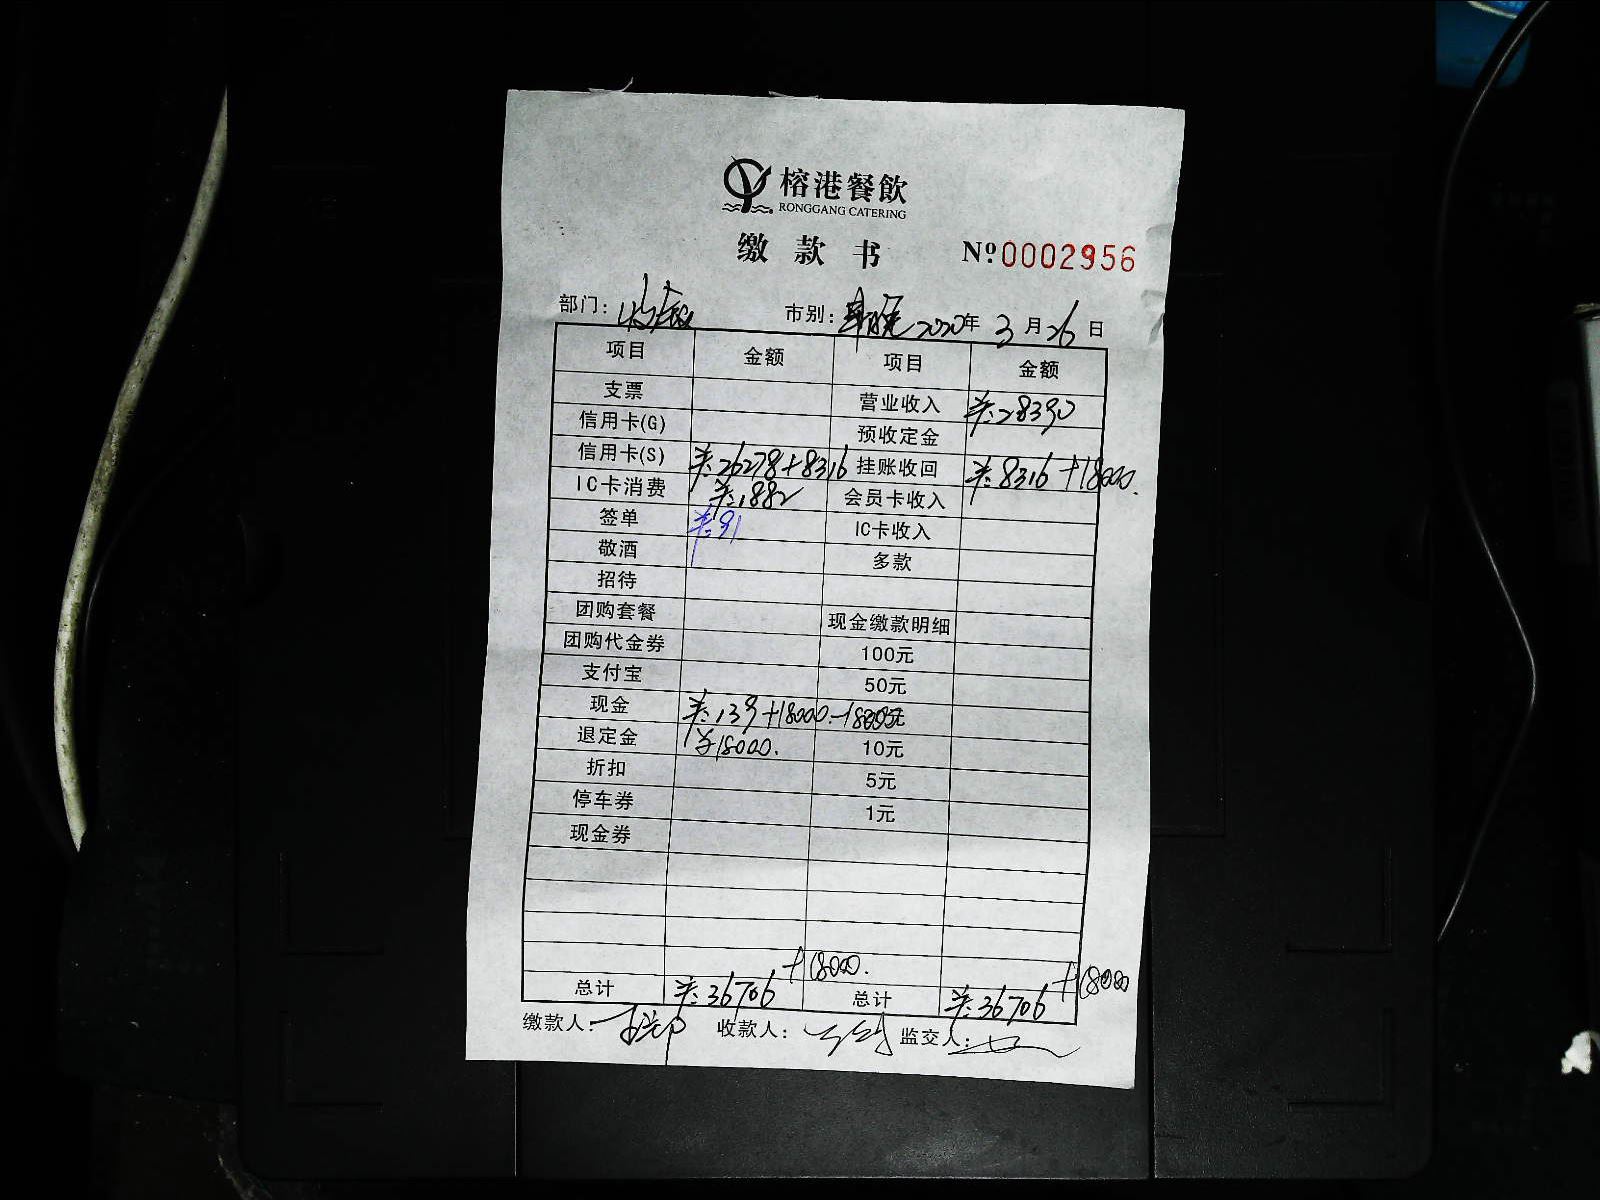 榕港餐飲
RONGGANG CATERING
缴款书 Nº0002956
部门: 市别: 2020年3月26日
项目 金额 项目 金额
支票 营业收入 ¥:28390
信用卡(G) 预收定金
信用卡(S) ¥:26278+8316 挂账收回 ¥:8316+18000.
IC卡消费 ¥:1882 会员卡收入
签单 ¥:91 IC卡收入
敬酒 多款
招待
团购套餐 现金缴款明细
团购代金券 100元
支付宝 50元
现金 ¥:139+18000.-18000 元
退定金 ¥18000. 10元
折扣 5元
停车券 1元
现金券
+18000. +18000
总计 ¥:36706 总计 ¥:36706
缴款人: 收款人: 监交人: